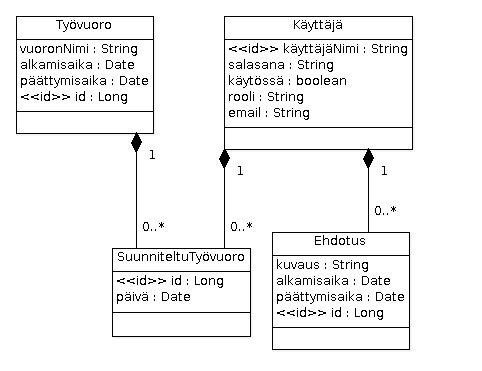 Työvuoro
vuoronNimi : String
alkamisaika : Date
päättymisaika : Date
<<id>> id : Long
Käyttäjä
<<id>> käyttäjäNimi : String
salasana : String
käytössä : boolean
rooli : String
email : String
1
1
1
0..*
0..*
0..*
SuunniteltuTyövuoro
<<id>> id : Long
päivä : Date
Ehdotus
kuvaus : String
alkamisaika : Date
päättymisaika : Date
<<id>> id : Long